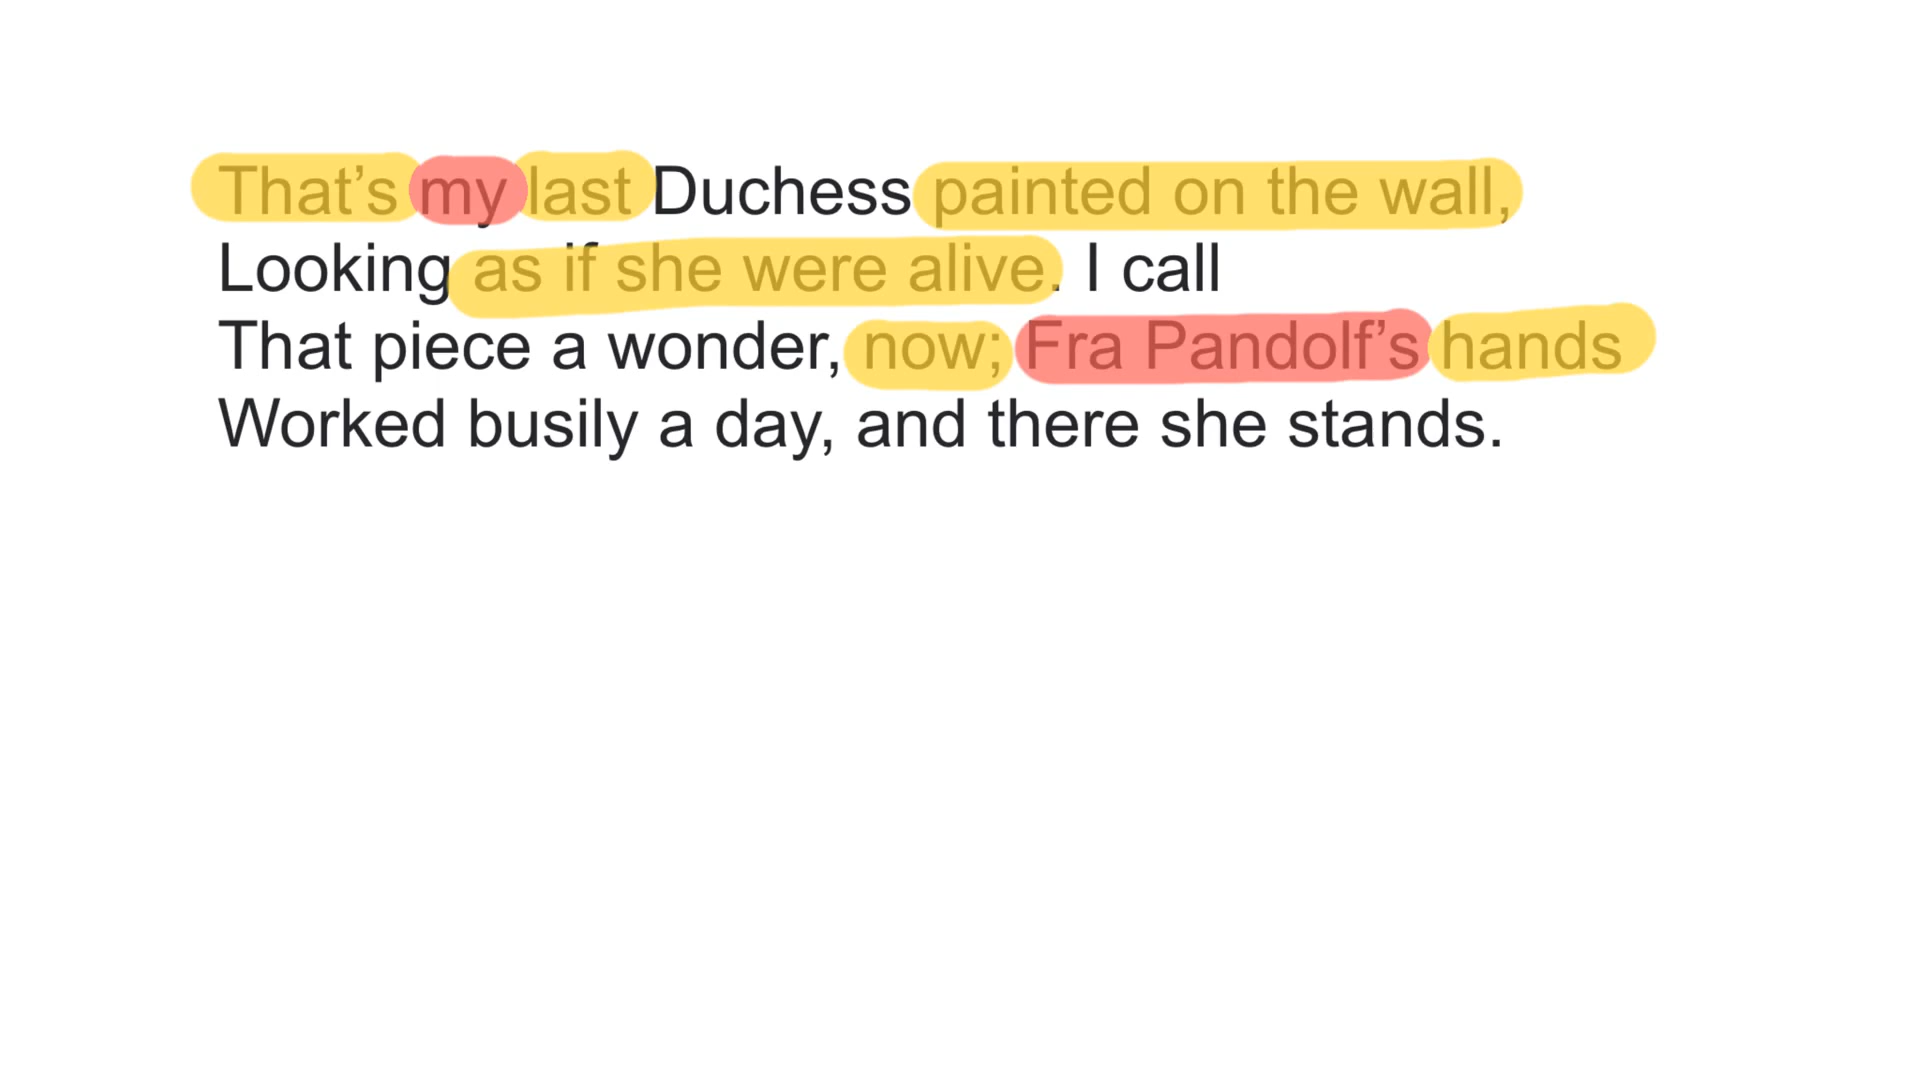 That’s my last Duchess painted on the wall,
Looking as if she were alive. I call
That piece a wonder, now; Fra Pandolf’s hands
Worked busily a day, and there she stands.